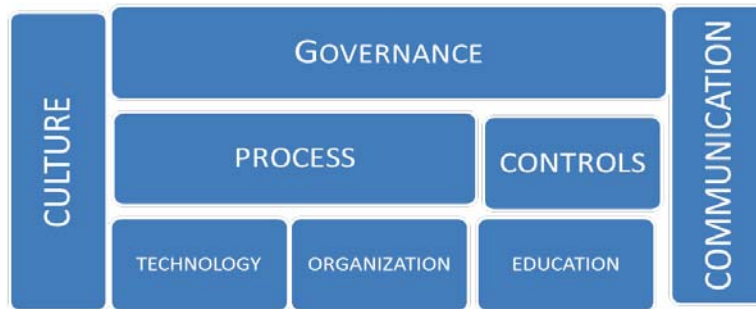 CULTURE
GOVERNANCE
COMMUNICATION
PROCESS
CONTROLS
TECHNOLOGY
ORGANIZATION
EDUCATION